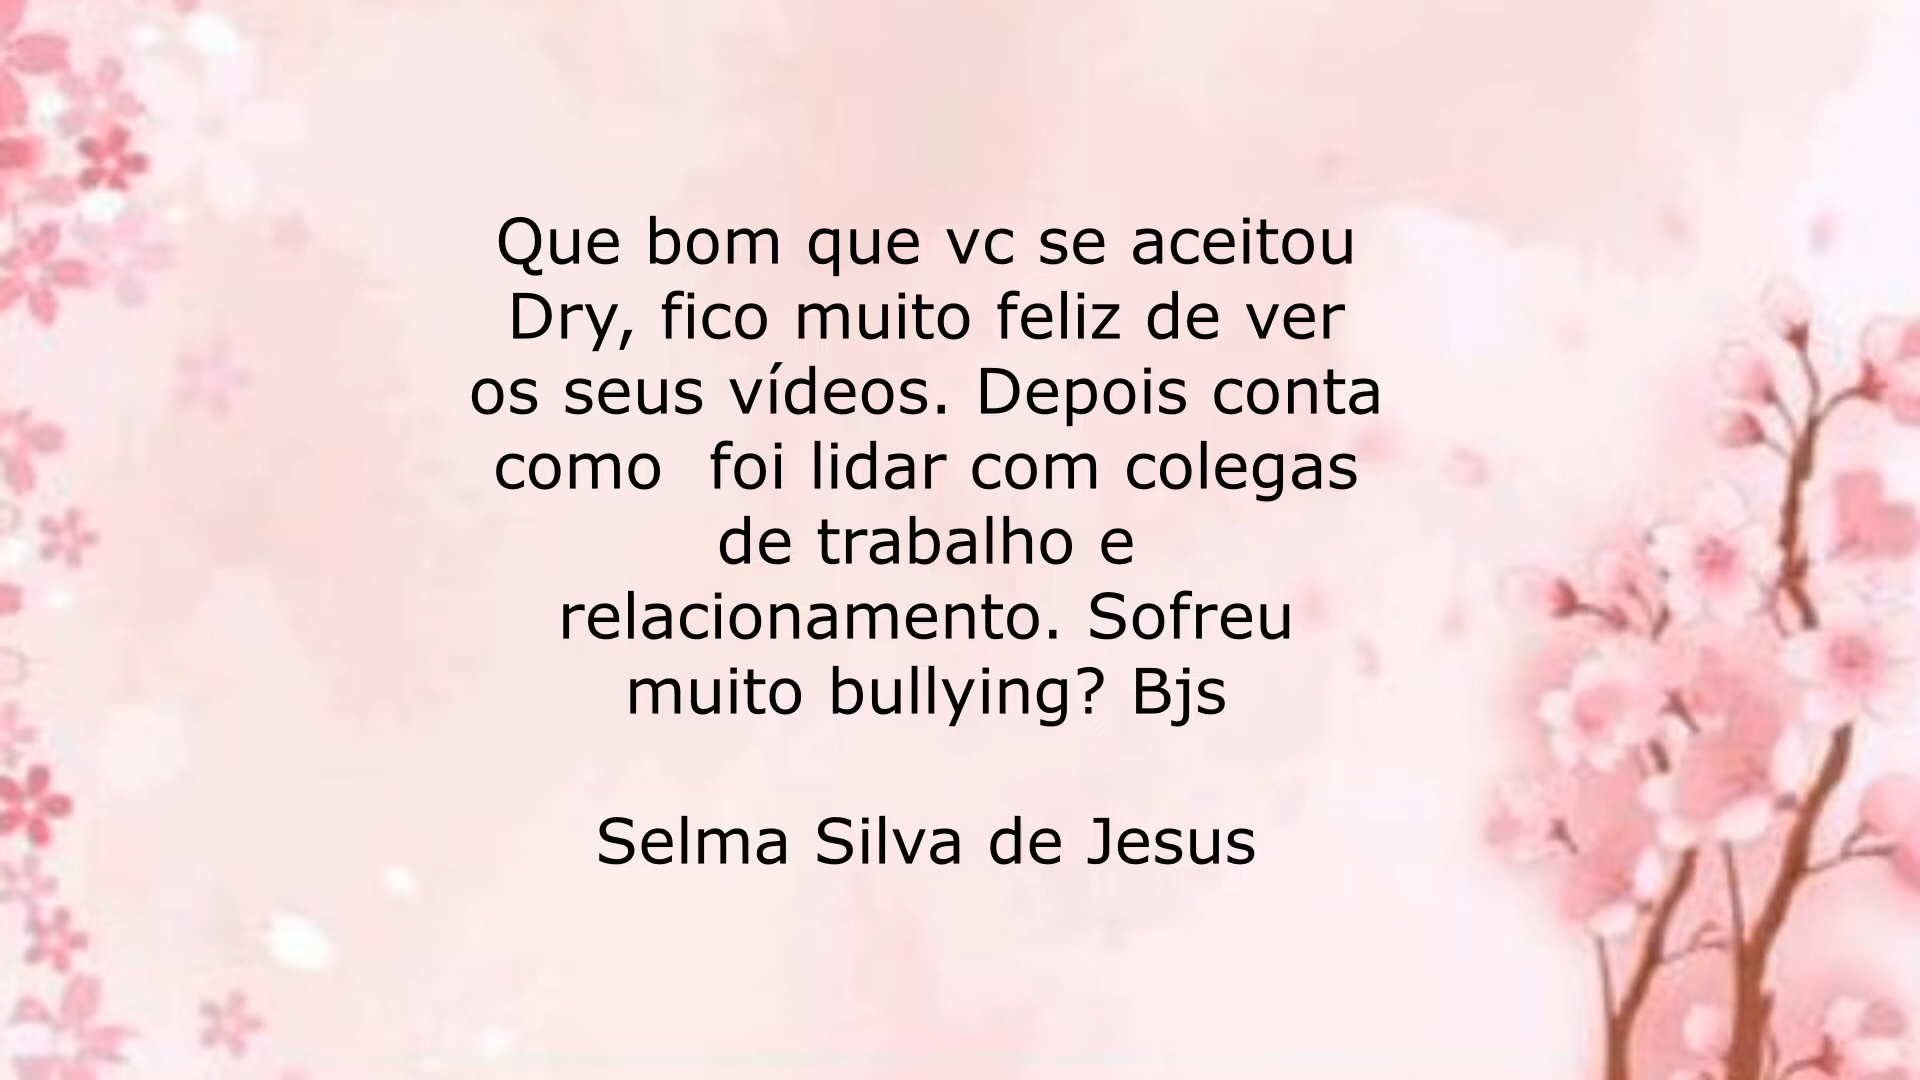 Que bom que vc se aceitou
Dry, fico muito feliz de ver
os seus vídeos. Depois conta
como  foi lidar com colegas
de trabalho e
relacionamento. Sofreu
muito bullying? Bjs
Selma Silva de Jesus